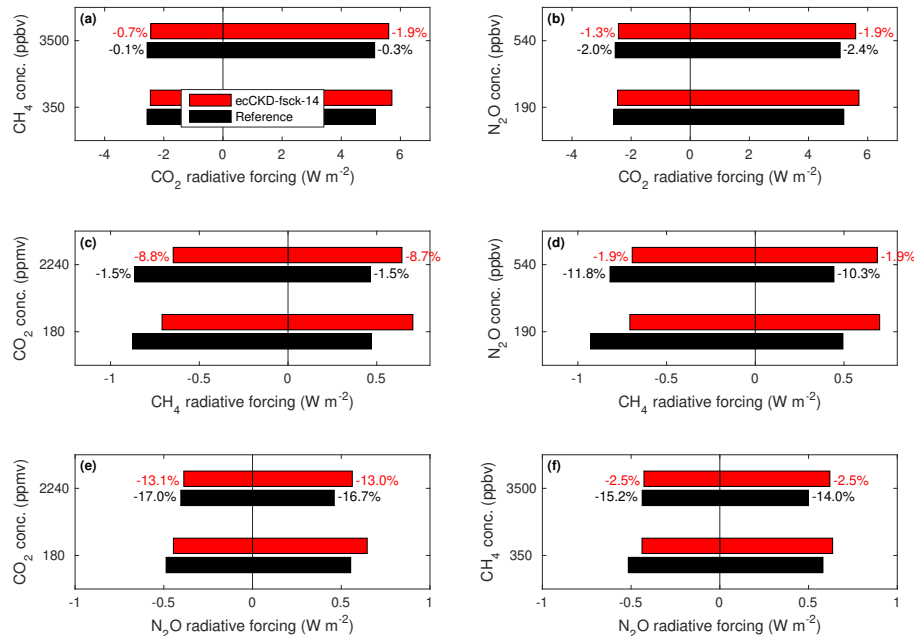 (a)
CH4 conc. (ppbv)
3500
350
-0.7%
-1.9%
-0.1%
-0.3%
ecCKD-fsck-14
Reference
-4 -2 0 2 4 6
CO2 radiative forcing (W m-2)
(b)
N2O conc. (ppbv)
540
190
-1.3%
-1.9%
-2.0%
-2.4%
-4 -2 0 2 4 6
CO2 radiative forcing (W m-2)
(c)
CO2 conc. (ppmv)
2240
180
-8.8%
-8.7%
-1.5%
-1.5%
-1 -0.5 0 0.5
CH4 radiative forcing (W m-2)
(d)
N2O conc. (ppbv)
540
190
-1.9%
-1.9%
-11.8%
-10.3%
-1 -0.5 0 0.5
CH4 radiative forcing (W m-2)
(e)
CO2 conc. (ppmv)
2240
180
-13.1%
-13.0%
-17.0%
-16.7%
-1 -0.5 0 0.5 1
N2O radiative forcing (W m-2)
(f)
CH4 conc. (ppbv)
3500
350
-2.5%
-2.5%
-15.2%
-14.0%
-1 -0.5 0 0.5 1
N2O radiative forcing (W m-2)